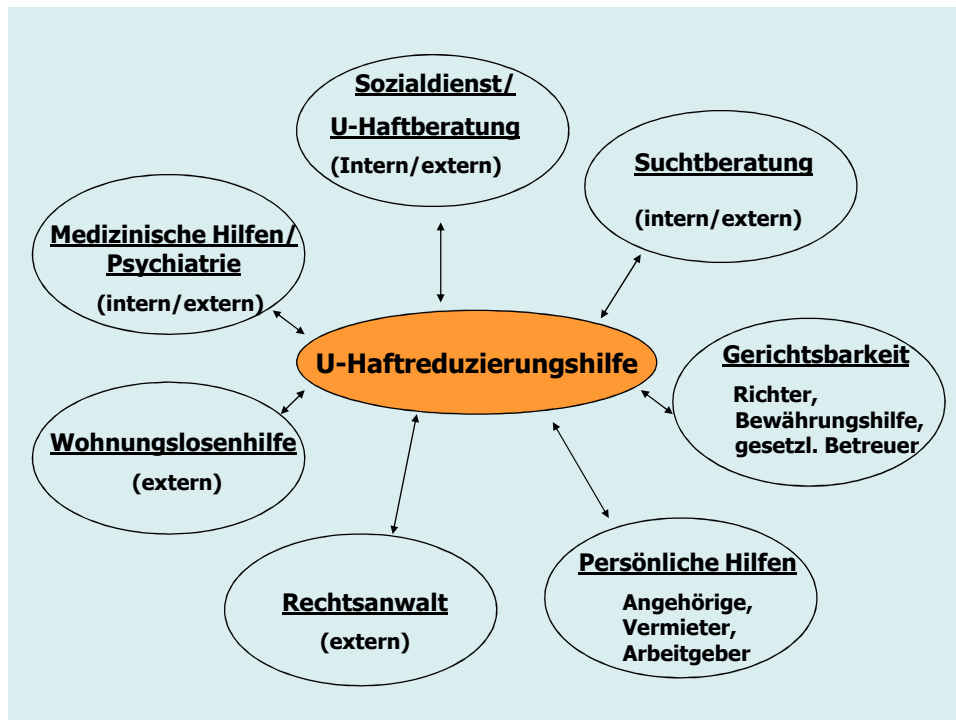 Sozialdienst/
U-Haftberatung
(Intern/extern)
Suchtberatung
(intern/extern)
Medizinische Hilfen/
Psychiatrie
(intern/extern)
U-Haftreduzierungshilfe
Gerichtsbarkeit
Richter,
Bewährungshilfe,
gesetzl. Betreuer
Wohnungslosenhilfe
(extern)
Rechtsanwalt
(extern)
Persönliche Hilfen
Angehörige,
Vermieter,
Arbeitgeber